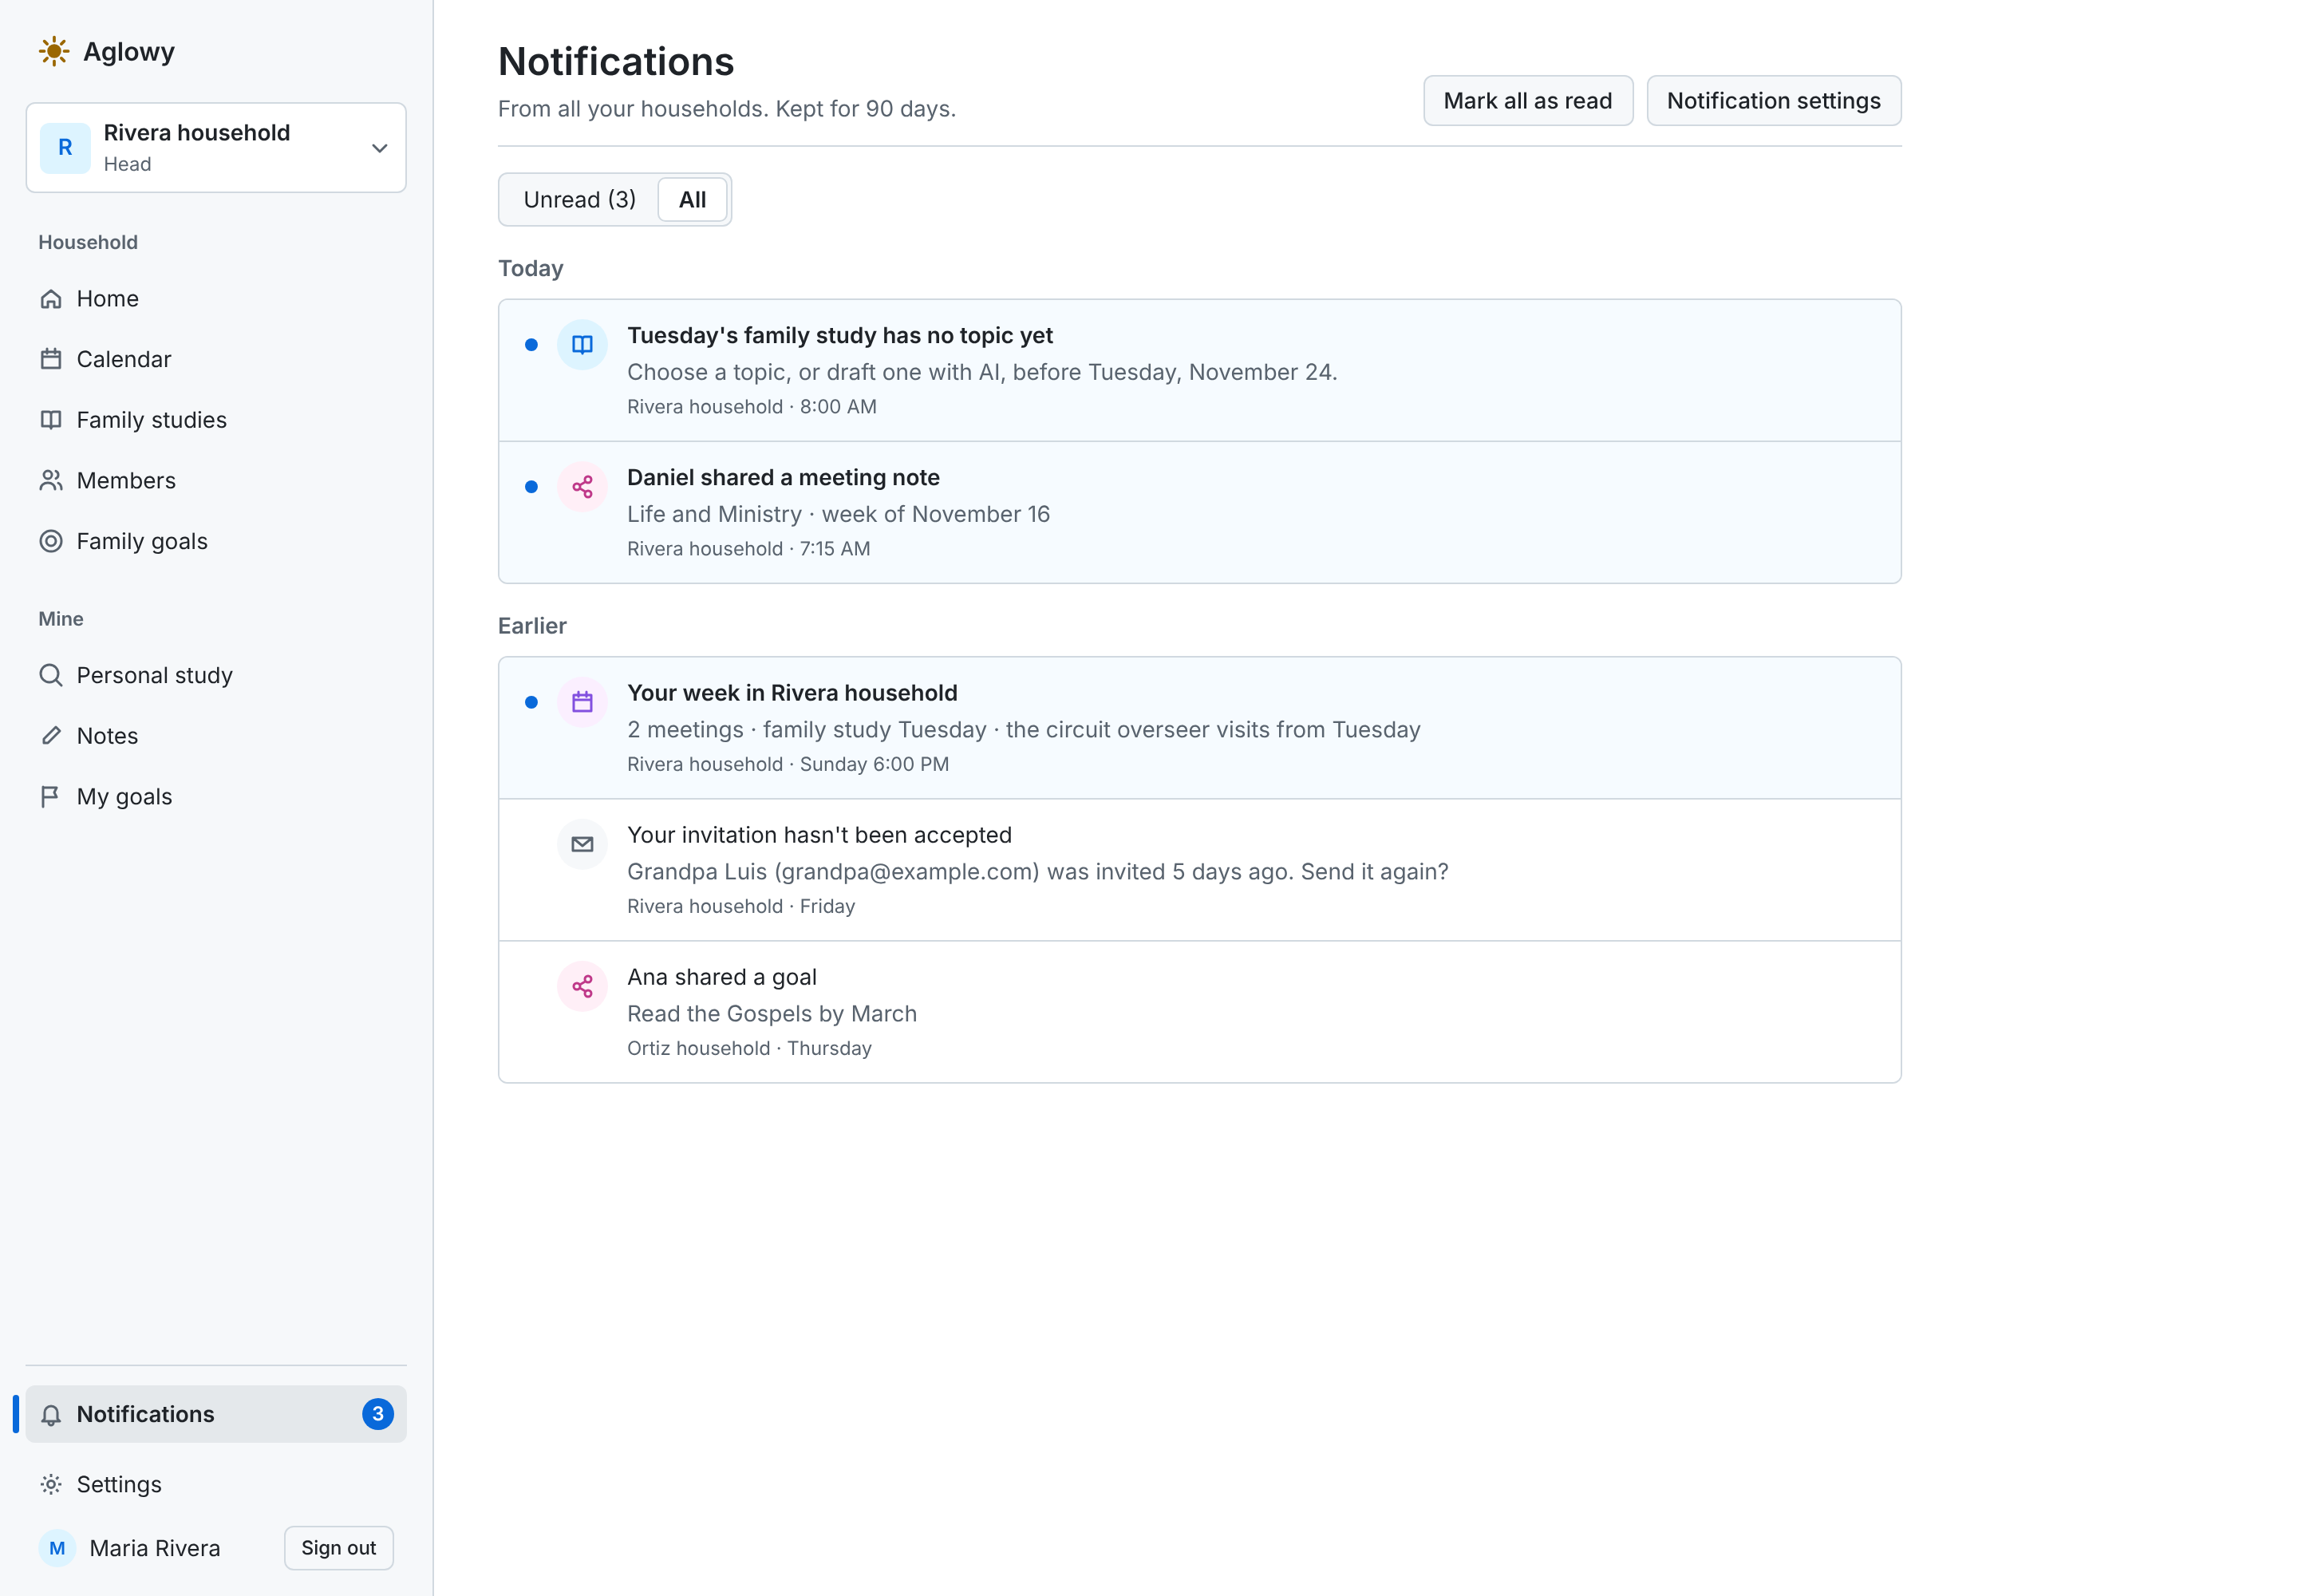 Aglowy
R
Rivera household
Head
Household
Home
Calendar
Family studies
Members
Family goals
Mine
Personal study
Notes
My goals
Notifications
3
Settings
M
Maria Rivera
Sign out
Notifications
From all your households. Kept for 90 days.
Mark all as read
Notification settings
Unread (3)
All
Today
Tuesday's family study has no topic yet
Choose a topic, or draft one with AI, before Tuesday, November 24.
Rivera household · 8:00 AM
Daniel shared a meeting note
Life and Ministry · week of November 16
Rivera household · 7:15 AM
Earlier
Your week in Rivera household
2 meetings · family study Tuesday · the circuit overseer visits from Tuesday
Rivera household · Sunday 6:00 PM
Your invitation hasn't been accepted
Grandpa Luis (grandpa@example.com) was invited 5 days ago. Send it again?
Rivera household · Friday
Ana shared a goal
Read the Gospels by March
Ortiz household · Thursday